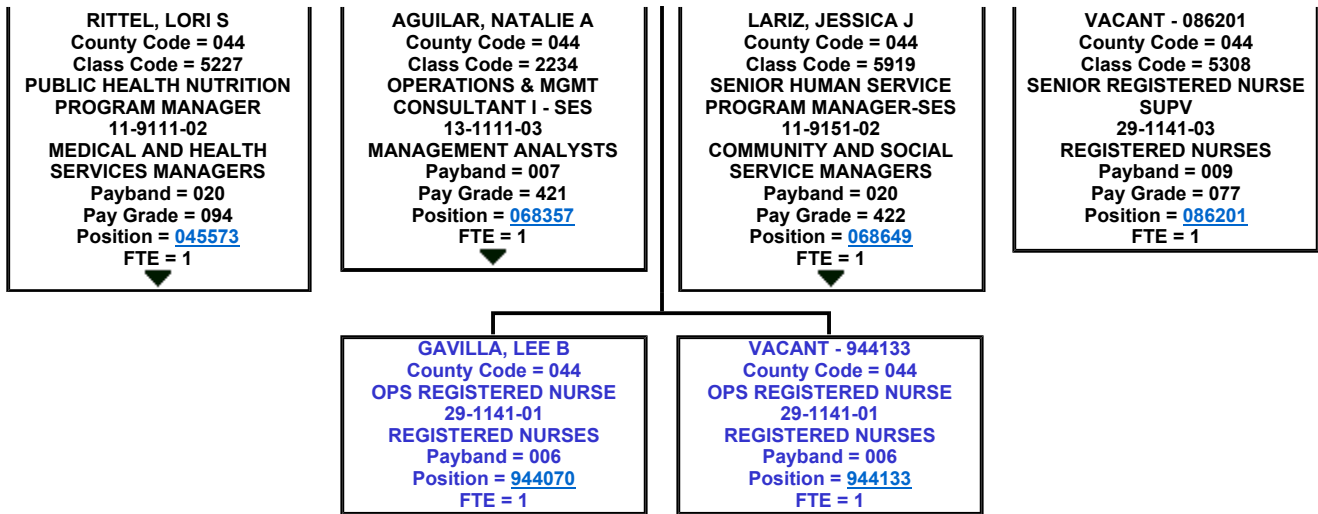 RITTEL, LORI S
County Code = 044
Class Code = 5227
PUBLIC HEALTH NUTRITION
PROGRAM MANAGER
11-9111-02
MEDICAL AND HEALTH
SERVICES MANAGERS
Payband = 020
Pay Grade = 094
Position = 045573
FTE = 1
AGUILAR, NATALIE A
County Code = 044
Class Code = 2234
OPERATIONS & MGMT
CONSULTANT I - SES
13-1111-03
MANAGEMENT ANALYSTS
Payband = 007
Pay Grade = 421
Position = 068357
FTE = 1
LARIZ, JESSICA J
County Code = 044
Class Code = 5919
SENIOR HUMAN SERVICE
PROGRAM MANAGER-SES
11-9151-02
COMMUNITY AND SOCIAL
SERVICE MANAGERS
Payband = 020
Pay Grade = 422
Position = 068649
FTE = 1
VACANT - 086201
County Code = 044
Class Code = 5308
SENIOR REGISTERED NURSE
SUPV
29-1141-03
REGISTERED NURSES
Payband = 009
Pay Grade = 077
Position = 086201
FTE = 1
GAVILLA, LEE B
County Code = 044
OPS REGISTERED NURSE
29-1141-01
REGISTERED NURSES
Payband = 006
Position = 944070
FTE = 1
VACANT - 944133
County Code = 044
OPS REGISTERED NURSE
29-1141-01
REGISTERED NURSES
Payband = 006
Position = 944133
FTE = 1